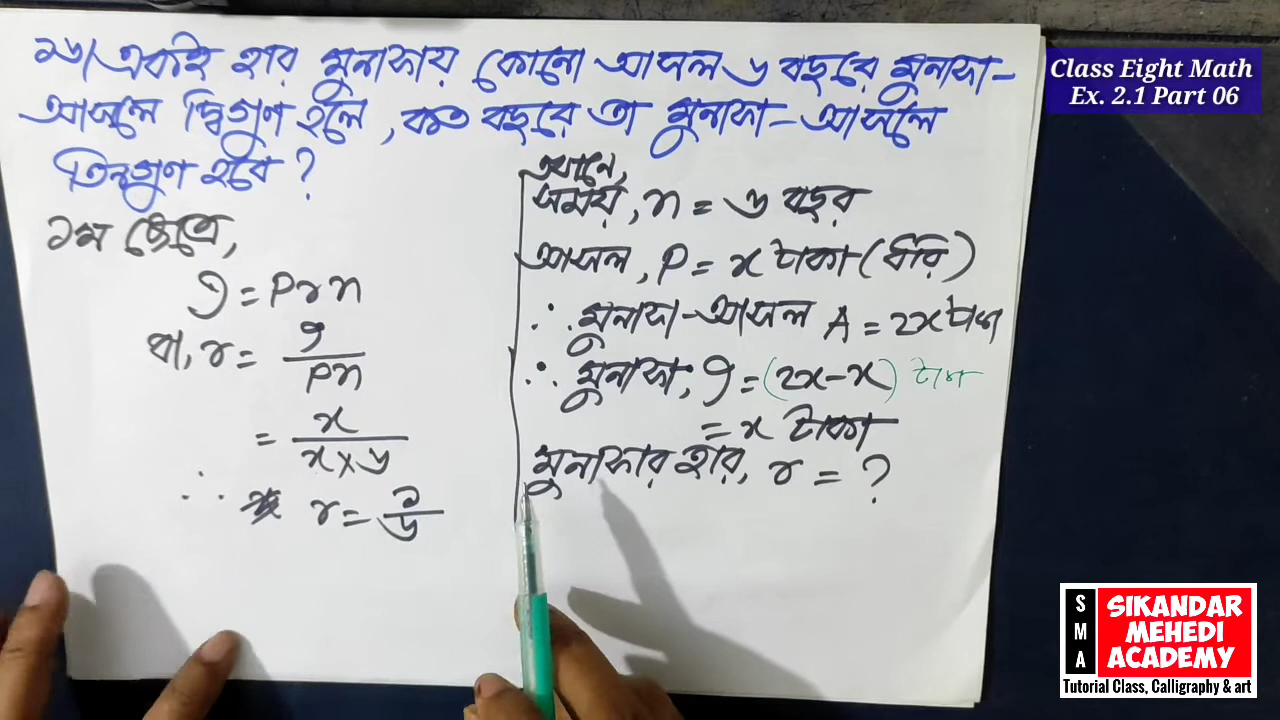 ১৬। একই হার মুনাফায় কোনো আসল ৬ বছরে মুনাফা-
আসলে দ্বিগুণ হলে, কত বছরে তা মুনাফা-আসলে
তিনগুণ হবে ?
১ম ক্ষেত্রে,
I = Prn
বা, r = I/Pn
= x/(x×৬)
∴ r = ১/৬
এখানে,
সময়, n = ৬ বছর
আসল, P = x টাকা (ধরি)
∴ মুনাফা-আসল A = 2x টাকা
∴ মুনাফা, I = (2x-x) টাকা
= x টাকা
মুনাফার হার, r = ?
Class Eight Math
Ex. 2.1 Part 06
SMA
SIKANDAR
MEHEDI
ACADEMY
Tutorial Class, Calligraphy & art